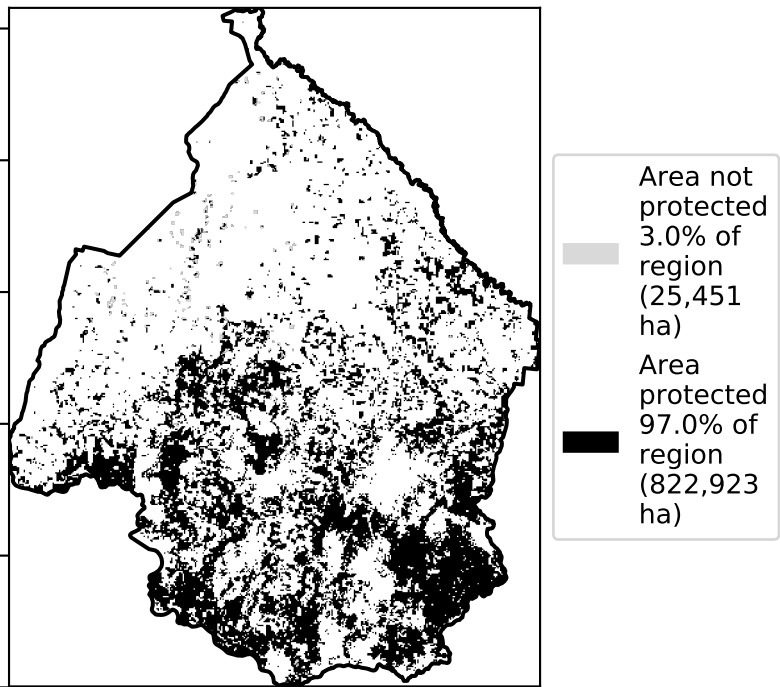 Area not
protected
3.0% of
region
(25,451
ha)
Area
protected
97.0% of
region
(822,923
ha)